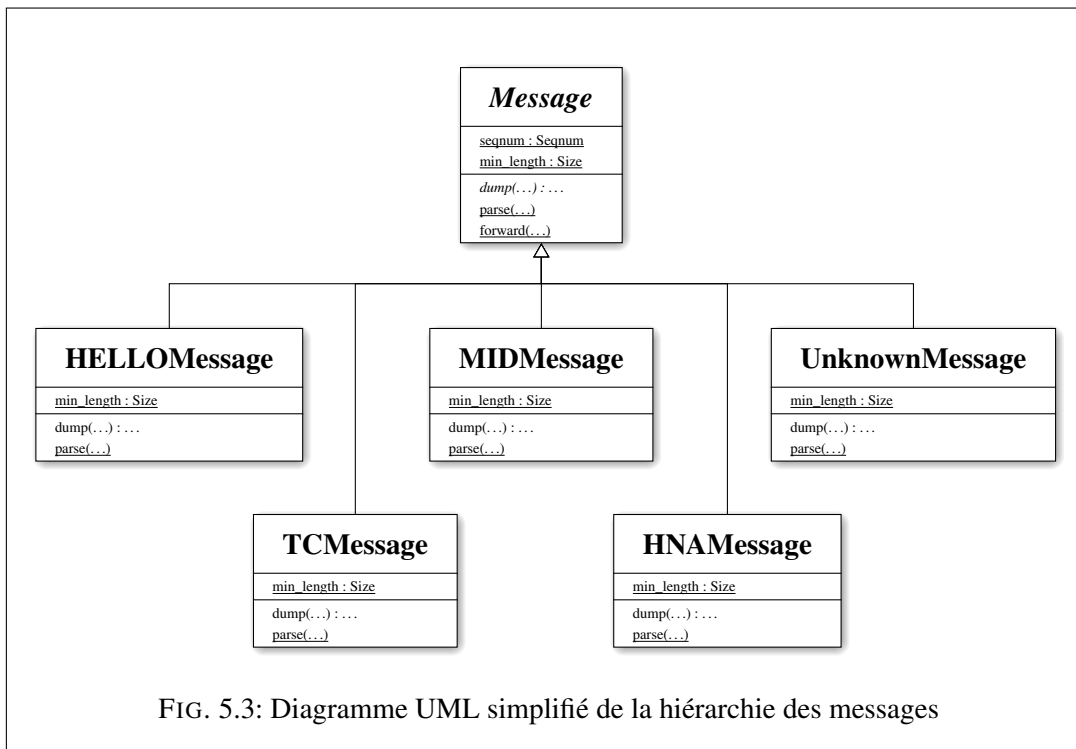 Message
seqnum : Seqnum
min_length : Size
dump(...) : ...
parse(...)
forward(...)
HELLOMessage
min_length : Size
dump(...) : ...
parse(...)
MIDMessage
min_length : Size
dump(...) : ...
parse(...)
UnknownMessage
min_length : Size
dump(...) : ...
parse(...)
TCMessage
min_length : Size
dump(...) : ...
parse(...)
HNAMessage
min_length : Size
dump(...) : ...
parse(...)
FIG. 5.3: Diagramme UML simplifié de la hiérarchie des messages